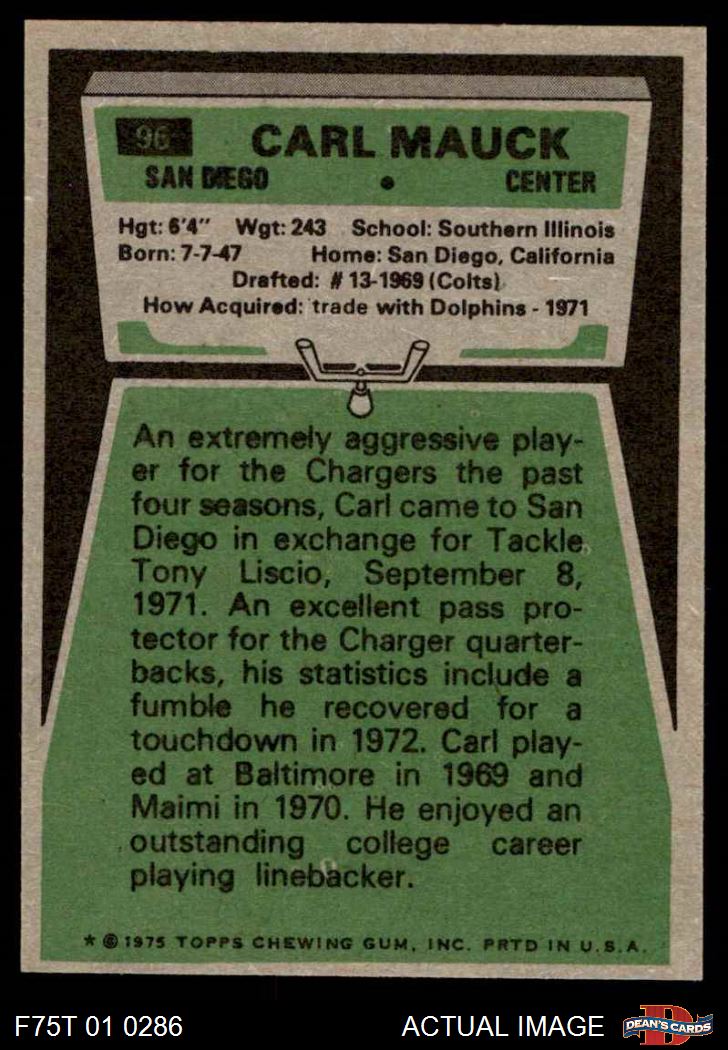 96
CARL MAUCK
SAN DIEGO • CENTER
Hgt: 6'4" Wgt: 243 School: Southern Illinois
Born: 7-7-47 Home: San Diego, California
Drafted: # 13-1969 (Colts)
How Acquired: trade with Dolphins - 1971
An extremely aggressive play-
er for the Chargers the past
four seasons, Carl came to San
Diego in exchange for Tackle
Tony Liscio, September 8,
1971. An excellent pass pro-
tector for the Charger quarter-
backs, his statistics include a
fumble he recovered for a
touchdown in 1972. Carl play-
ed at Baltimore in 1969 and
Maimi in 1970. He enjoyed an
outstanding college career
playing linebacker.
* © 1975 TOPPS CHEWING GUM, INC. PRTD IN U.S.A.
F75T 01 0286 ACTUAL IMAGE D DEAN'S CARDS